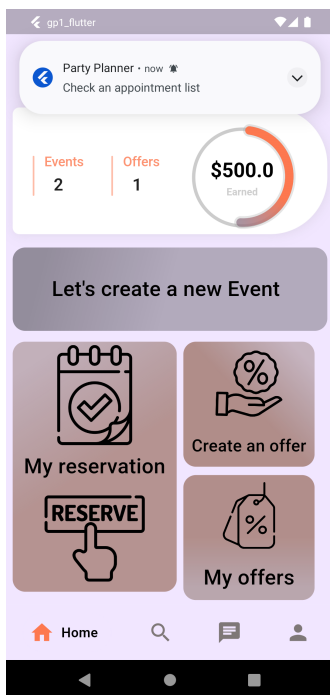 gp1_flutter
Party Planner • now
Check an appointment list
Events
Offers
2
1
$500.0
Earned
Let's create a new Event
My reservation
RESERVE
%
Create an offer
%
My offers
Home